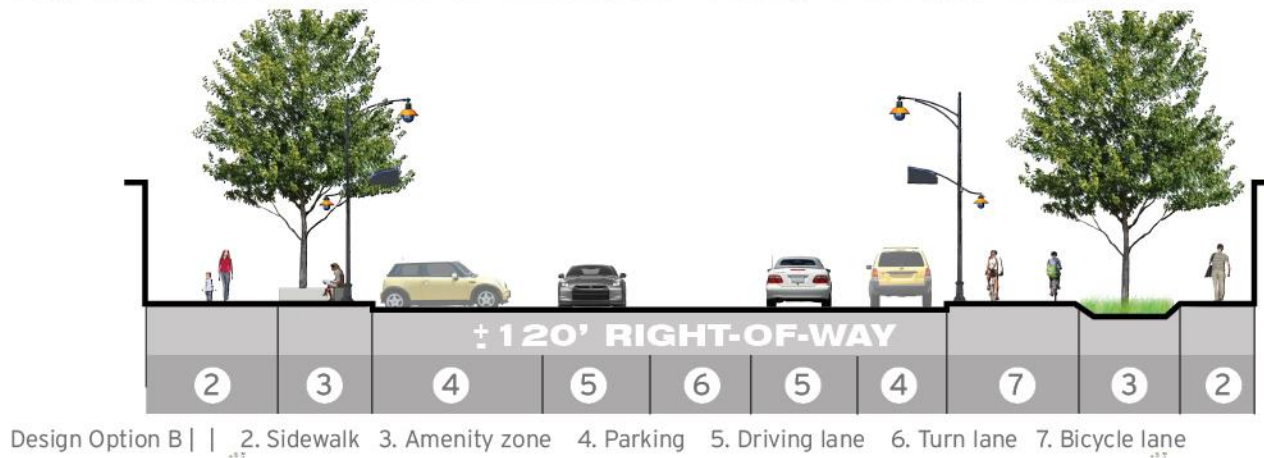 ±120' RIGHT-OF-WAY
2 3 4 5 6 5 4 7 3 2
Design Option B | | 2. Sidewalk 3. Amenity zone 4. Parking 5. Driving lane 6. Turn lane 7. Bicycle lane